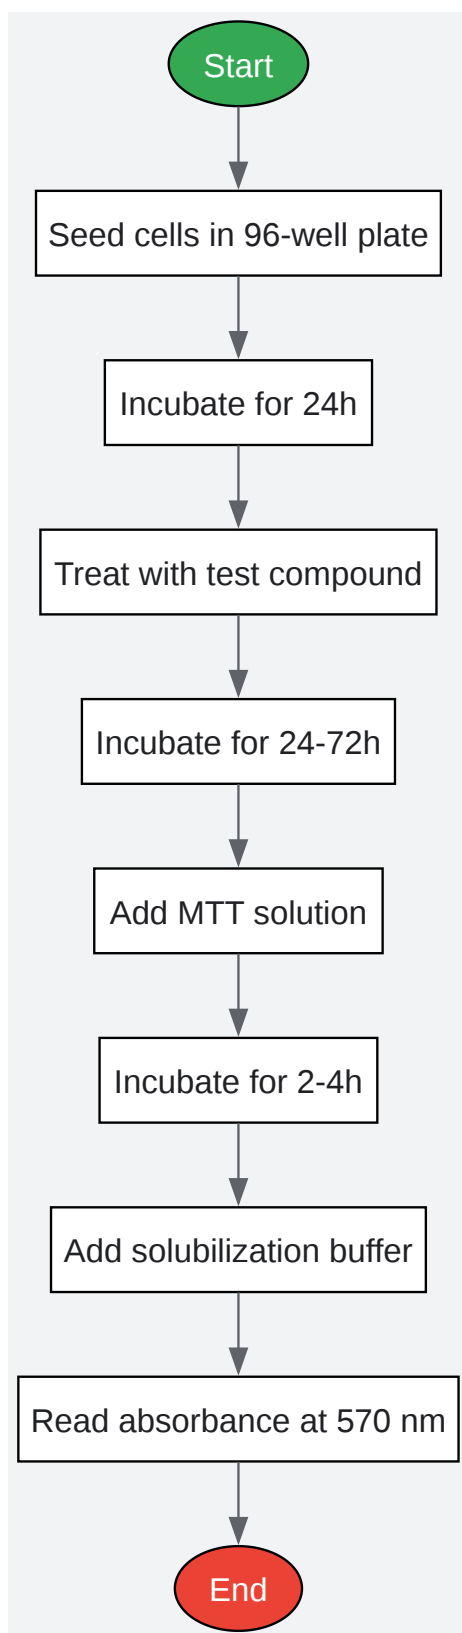 Start
Seed cells in 96-well plate
Incubate for 24h
Treat with test compound
Incubate for 24-72h
Add MTT solution
Incubate for 2-4h
Add solubilization buffer
Read absorbance at 570 nm
End